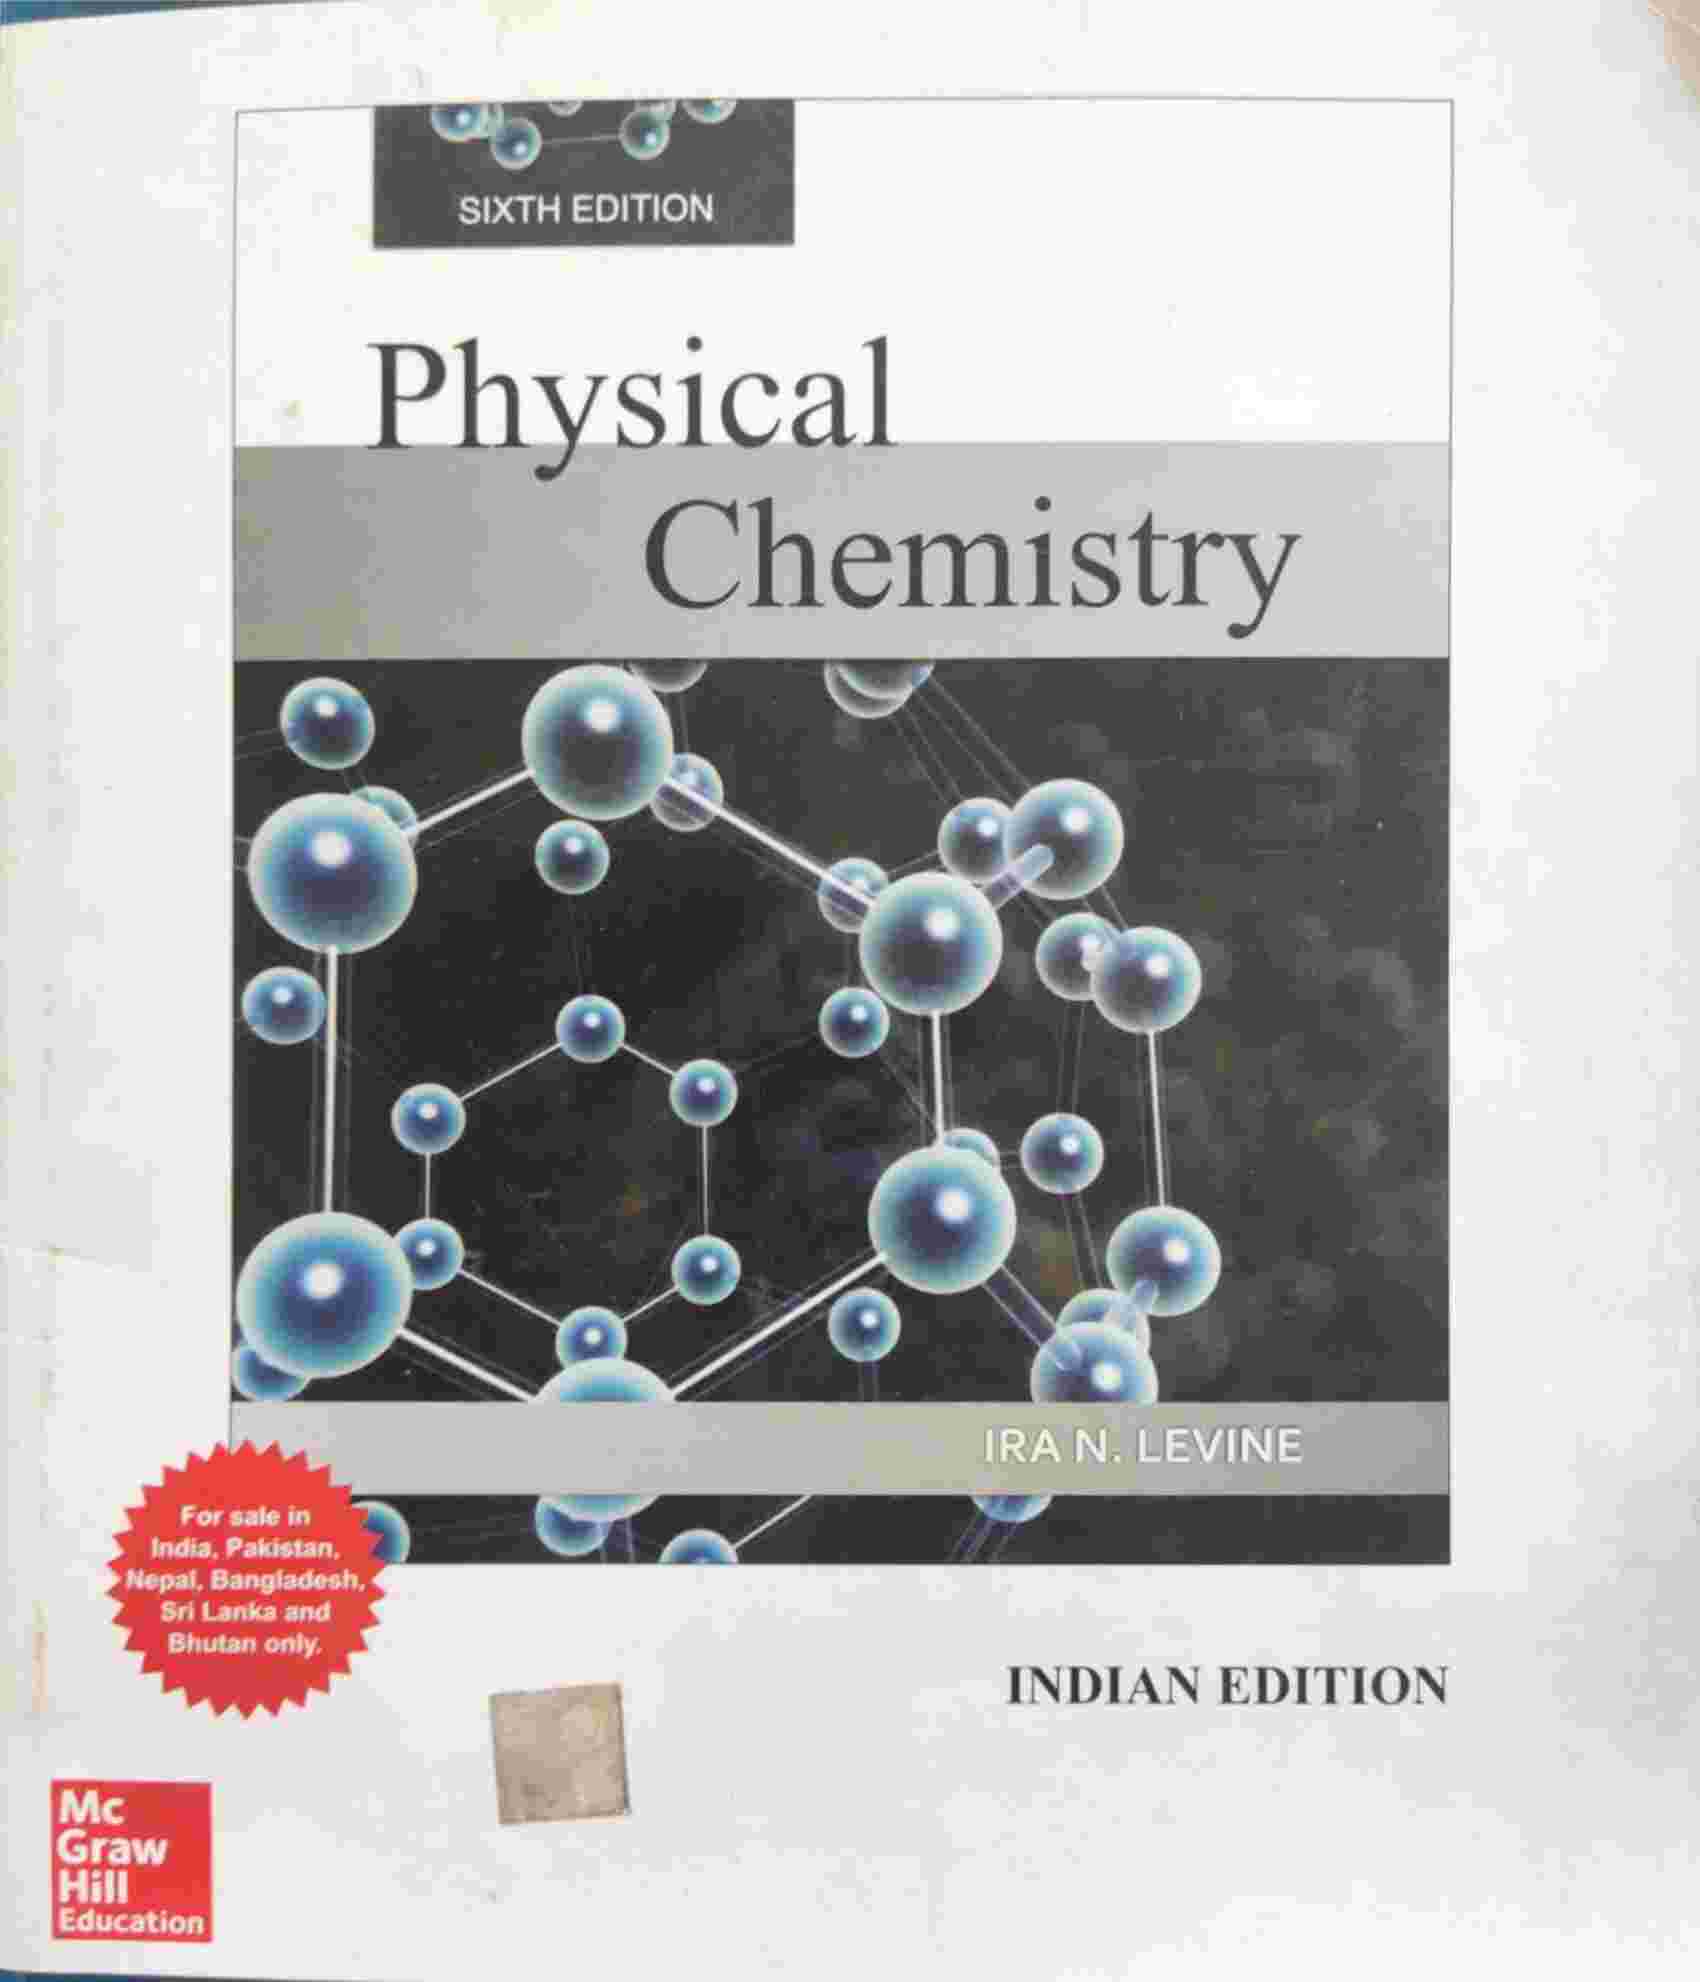 SIXTH EDITION
Physical
Chemistry
IRA N. LEVINE
For sale in
India, Pakistan,
Nepal, Bangladesh,
Sri Lanka and
Bhutan only.
INDIAN EDITION
Mc
Graw
Hill
Education